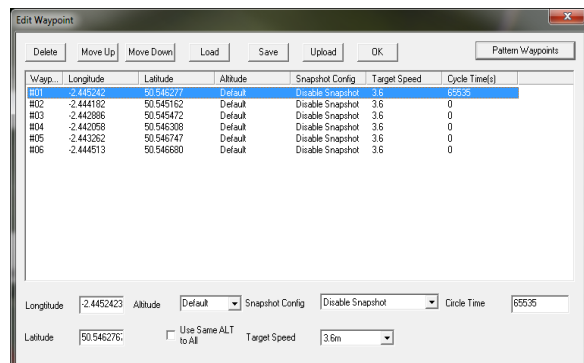 Edit Waypoint
Delete Move Up Move Down Load Save Upload OK Pattern Waypoints
Wayp... Longitude Latitude Altitude Snapshot Config Target Speed Cycle Time(s)
#01 -2.445242 50.546277 Default Disable Snapshot 3.6 65535
#02 -2.444182 50.545162 Default Disable Snapshot 3.6 0
#03 -2.442886 50.545472 Default Disable Snapshot 3.6 0
#04 -2.442058 50.546308 Default Disable Snapshot 3.6 0
#05 -2.443262 50.546747 Default Disable Snapshot 3.6 0
#06 -2.444513 50.546680 Default Disable Snapshot 3.6 0
Longtitude -2.4452423 Altitude Default Snapshot Config Disable Snapshot Circle Time 65535
Latitude 50.546276 Use Same ALT to All Target Speed 3.6m